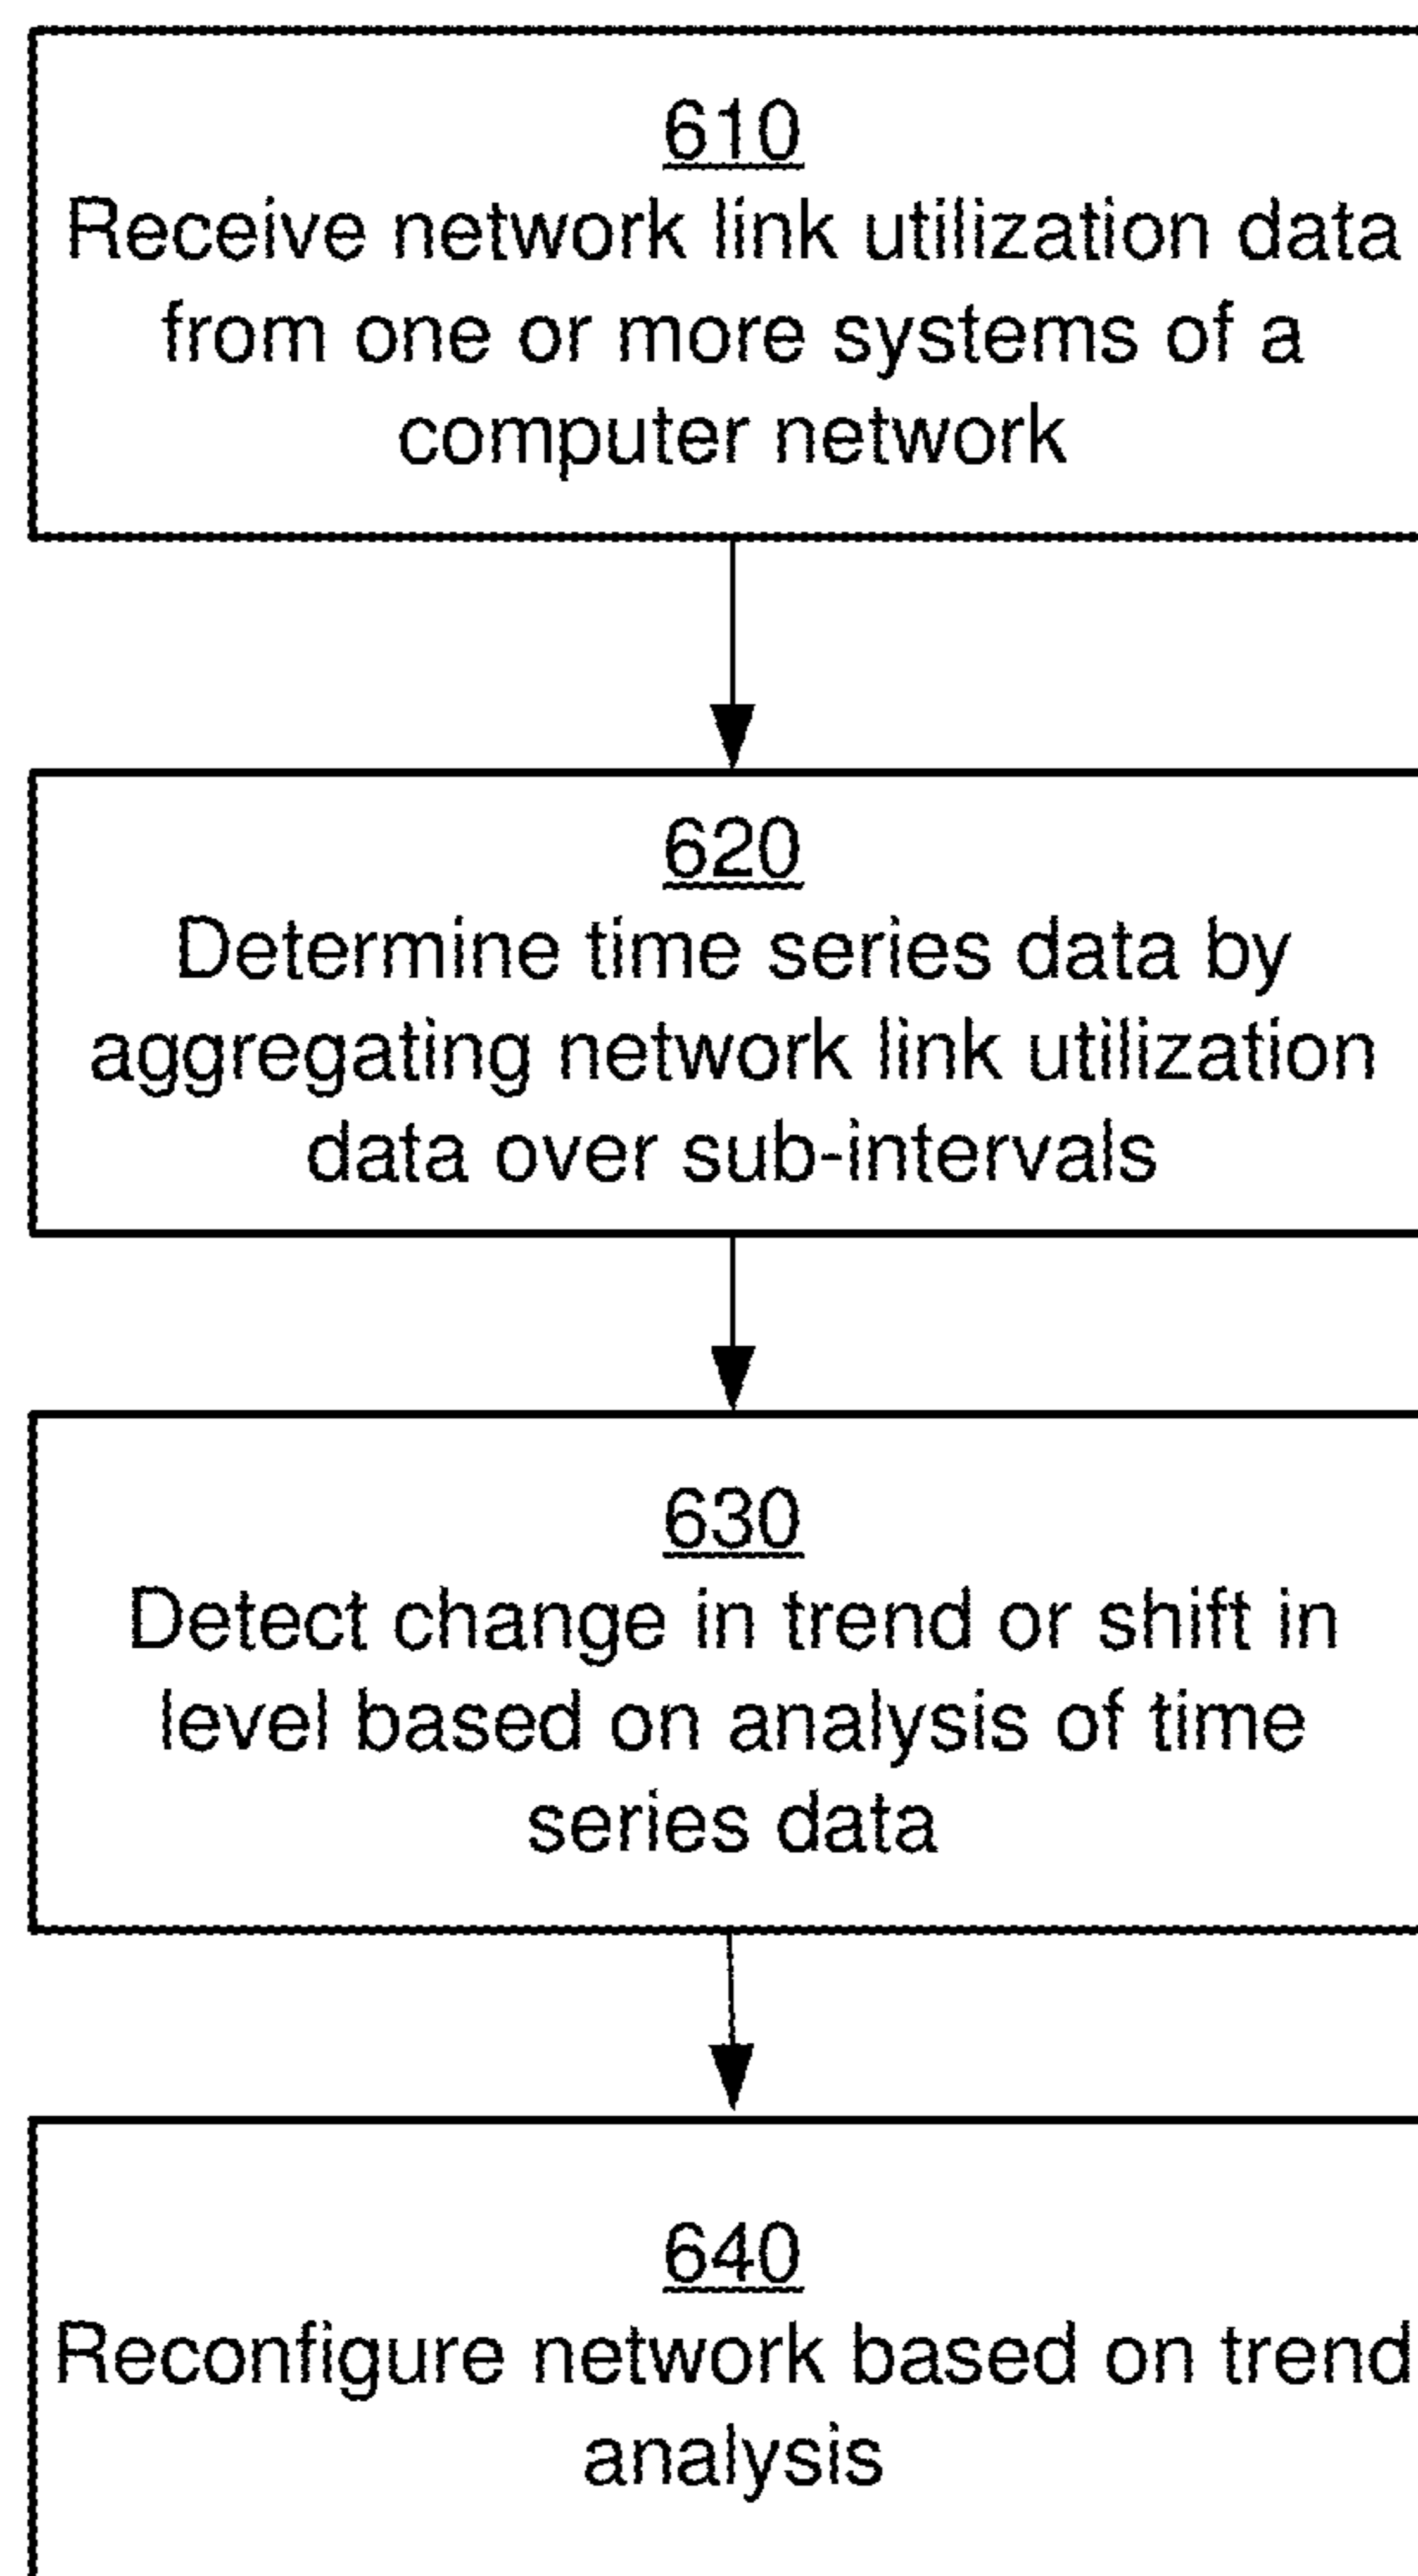 610
Receive network link utilization data
from one or more systems of a
computer network
620
Determine time series data by
aggregating network link utilization
data over sub-intervals
630
Detect change in trend or shift in
level based on analysis of time
series data
640
Reconfigure network based on trend
analysis